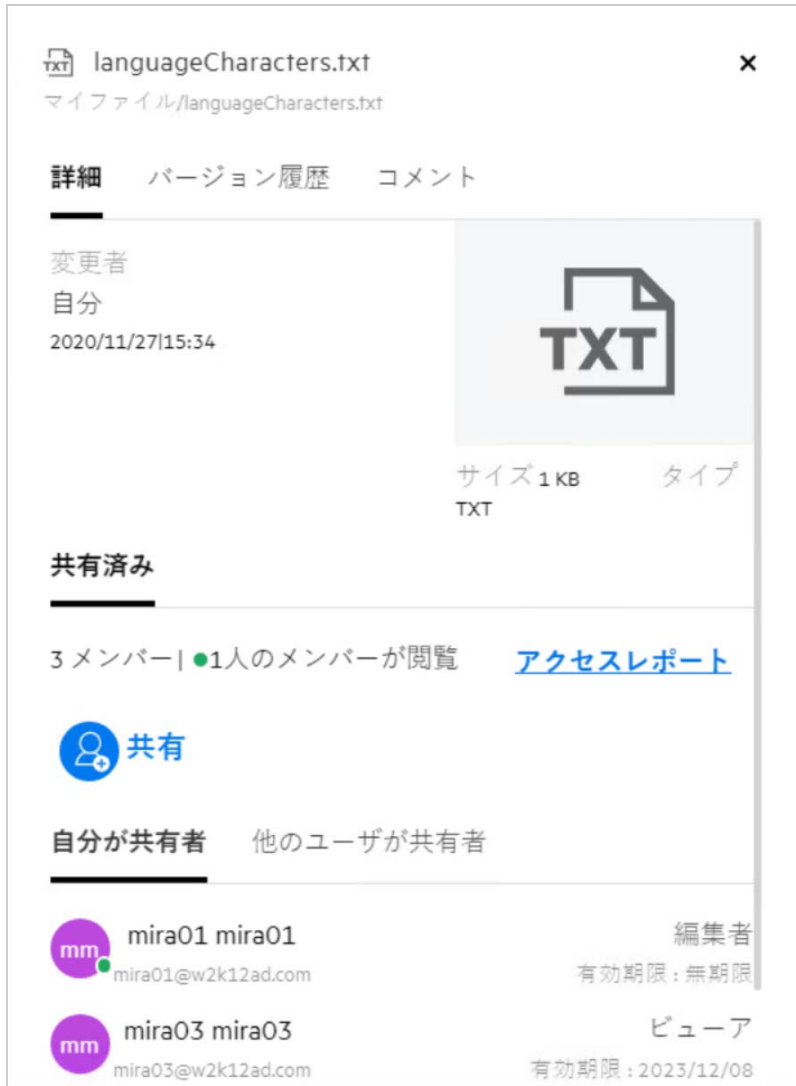 TXT languageCharacters.txt ×
マイファイル/languageCharacters.txt
詳細 バージョン履歴 コメント
変更者
自分
2020/11/27|15:34
TXT
サイズ 1 KB タイプ
TXT
共有済み
3 メンバー| ●1人のメンバーが閲覧 アクセスレポート
共有
自分が共有者 他のユーザが共有者
mm mira01 mira01 編集者
mira01@w2k12ad.com 有効期限 : 無期限
mm mira03 mira03 ビューア
mira03@w2k12ad.com 有効期限 : 2023/12/08